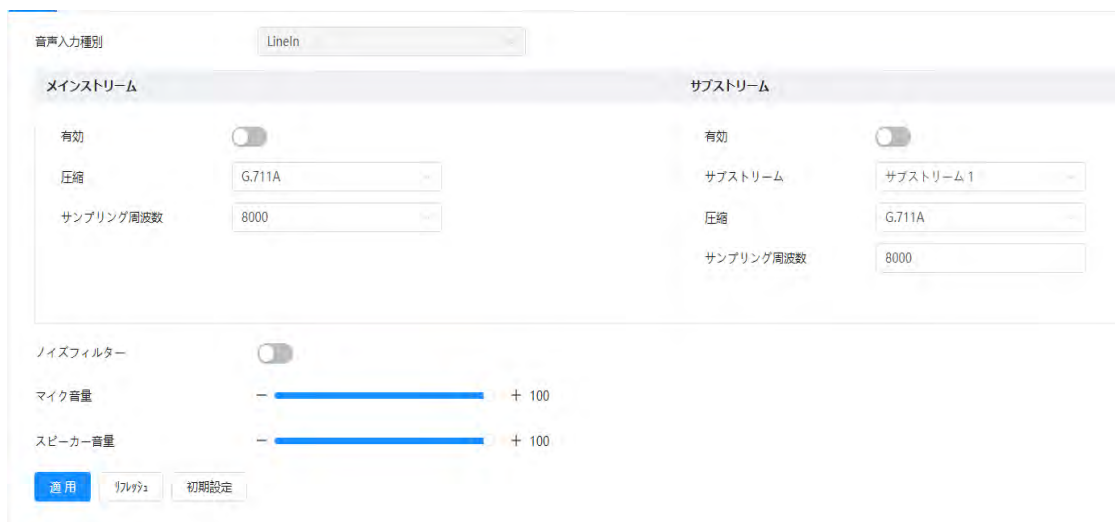 音声入力種別 LineIn
メインストリーム サブストリーム
有効 有効
圧縮 G.711A サブストリーム サブストリーム 1
サンプリング周波数 8000 圧縮 G.711A
サンプリング周波数 8000
ノイズフィルター
マイク音量 − + 100
スピーカー音量 − + 100
適用 リフレッシュ 初期設定